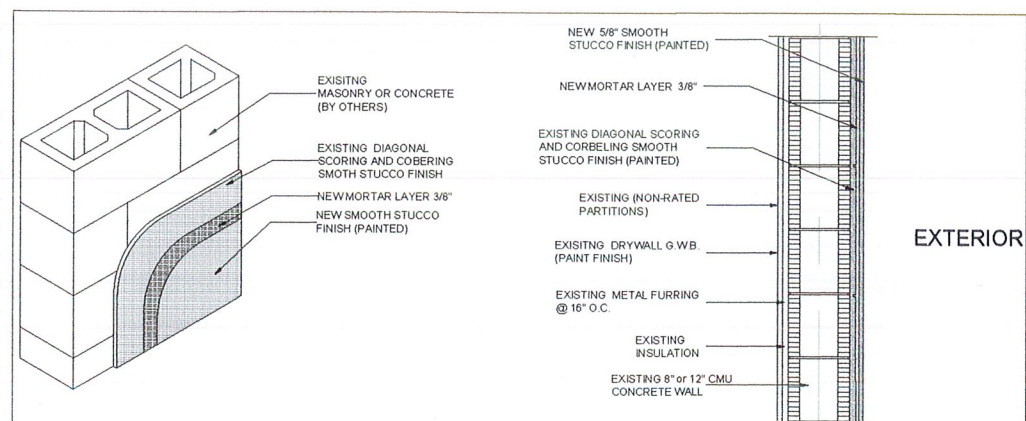 EXISITNG
MASONRY OR CONCRETE
(BY OTHERS)
EXISTING DIAGONAL
SCORING AND COBERING
SMOTH STUCCO FINISH
NEW MORTAR LAYER 3/8"
NEW SMOOTH STUCCO
FINISH (PAINTED)
NEW 5/8" SMOOTH
STUCCO FINISH (PAINTED)
NEW MORTAR LAYER 3/8"
EXISTING DIAGONAL SCORING
AND CORBELING SMOOTH
STUCCO FINISH (PAINTED)
EXISTING (NON-RATED
PARTITIONS)
EXISITNG DRYWALL G.W.B.
(PAINT FINISH)
EXISTING METAL FURRING
@ 16" O.C.
EXISTING
INSULATION
EXISTING 8" or 12" CMU
CONCRETE WALL
EXTERIOR